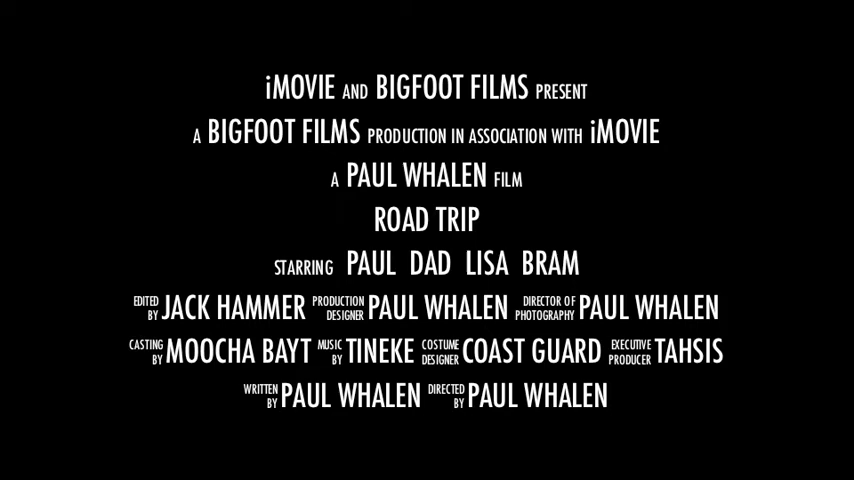 iMOVIE AND BIGFOOT FILMS PRESENT
A BIGFOOT FILMS PRODUCTION IN ASSOCIATION WITH iMOVIE
A PAUL WHALEN FILM
ROAD TRIP
STARRING PAUL DAD LISA BRAM
EDITED BY JACK HAMMER PRODUCTION DESIGNER PAUL WHALEN DIRECTOR OF PHOTOGRAPHY PAUL WHALEN
CASTING BY MOOCHA BAYT MUSIC BY TINEKE COSTUME DESIGNER COAST GUARD EXECUTIVE PRODUCER TAHSIS
WRITTEN BY PAUL WHALEN DIRECTED BY PAUL WHALEN